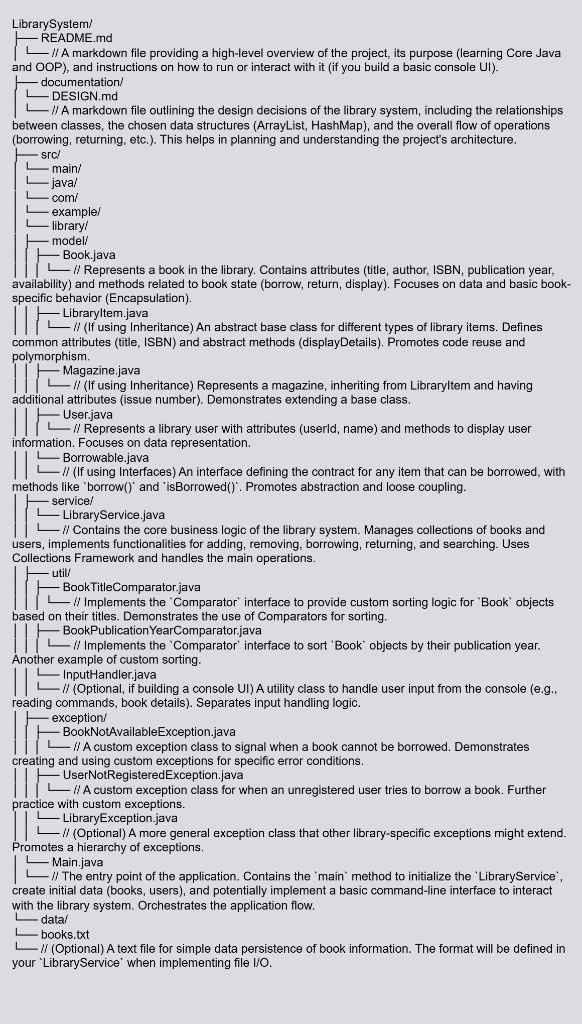 LibrarySystem/
├── README.md
│ └── // A markdown file providing a high-level overview of the project, its purpose (learning Core Java
and OOP), and instructions on how to run or interact with it (if you build a basic console UI).
├── documentation/
│ └── DESIGN.md
│ └── // A markdown file outlining the design decisions of the library system, including the relationships
between classes, the chosen data structures (ArrayList, HashMap), and the overall flow of operations
(borrowing, returning, etc.). This helps in planning and understanding the project's architecture.
├── src/
│ └── main/
│ └── java/
│ └── com/
│ └── example/
│ └── library/
│ ├── model/
│ │ ├── Book.java
│ │ │ └── // Represents a book in the library. Contains attributes (title, author, ISBN, publication year,
availability) and methods related to book state (borrow, return, display). Focuses on data and basic book-
specific behavior (Encapsulation).
│ │ ├── LibraryItem.java
│ │ │ └── // (If using Inheritance) An abstract base class for different types of library items. Defines
common attributes (title, ISBN) and abstract methods (displayDetails). Promotes code reuse and
polymorphism.
│ │ ├── Magazine.java
│ │ │ └── // (If using Inheritance) Represents a magazine, inheriting from LibraryItem and having
additional attributes (issue number). Demonstrates extending a base class.
│ │ ├── User.java
│ │ │ └── // Represents a library user with attributes (userId, name) and methods to display user
information. Focuses on data representation.
│ │ └── Borrowable.java
│ │ └── // (If using Interfaces) An interface defining the contract for any item that can be borrowed, with
methods like `borrow()` and `isBorrowed()`. Promotes abstraction and loose coupling.
│ ├── service/
│ │ └── LibraryService.java
│ │ └── // Contains the core business logic of the library system. Manages collections of books and
users, implements functionalities for adding, removing, borrowing, returning, and searching. Uses
Collections Framework and handles the main operations.
│ ├── util/
│ │ ├── BookTitleComparator.java
│ │ │ └── // Implements the `Comparator` interface to provide custom sorting logic for `Book` objects
based on their titles. Demonstrates the use of Comparators for sorting.
│ │ ├── BookPublicationYearComparator.java
│ │ │ └── // Implements the `Comparator` interface to sort `Book` objects by their publication year.
Another example of custom sorting.
│ │ └── InputHandler.java
│ │ └── // (Optional, if building a console UI) A utility class to handle user input from the console (e.g.,
reading commands, book details). Separates input handling logic.
│ ├── exception/
│ │ ├── BookNotAvailableException.java
│ │ │ └── // A custom exception class to signal when a book cannot be borrowed. Demonstrates
creating and using custom exceptions for specific error conditions.
│ │ ├── UserNotRegisteredException.java
│ │ │ └── // A custom exception class for when an unregistered user tries to borrow a book. Further
practice with custom exceptions.
│ │ └── LibraryException.java
│ │ └── // (Optional) A more general exception class that other library-specific exceptions might extend.
Promotes a hierarchy of exceptions.
│ └── Main.java
│ └── // The entry point of the application. Contains the `main` method to initialize the `LibraryService`,
create initial data (books, users), and potentially implement a basic command-line interface to interact
with the library system. Orchestrates the application flow.
└── data/
└── books.txt
└── // (Optional) A text file for simple data persistence of book information. The format will be defined in
your `LibraryService` when implementing file I/O.